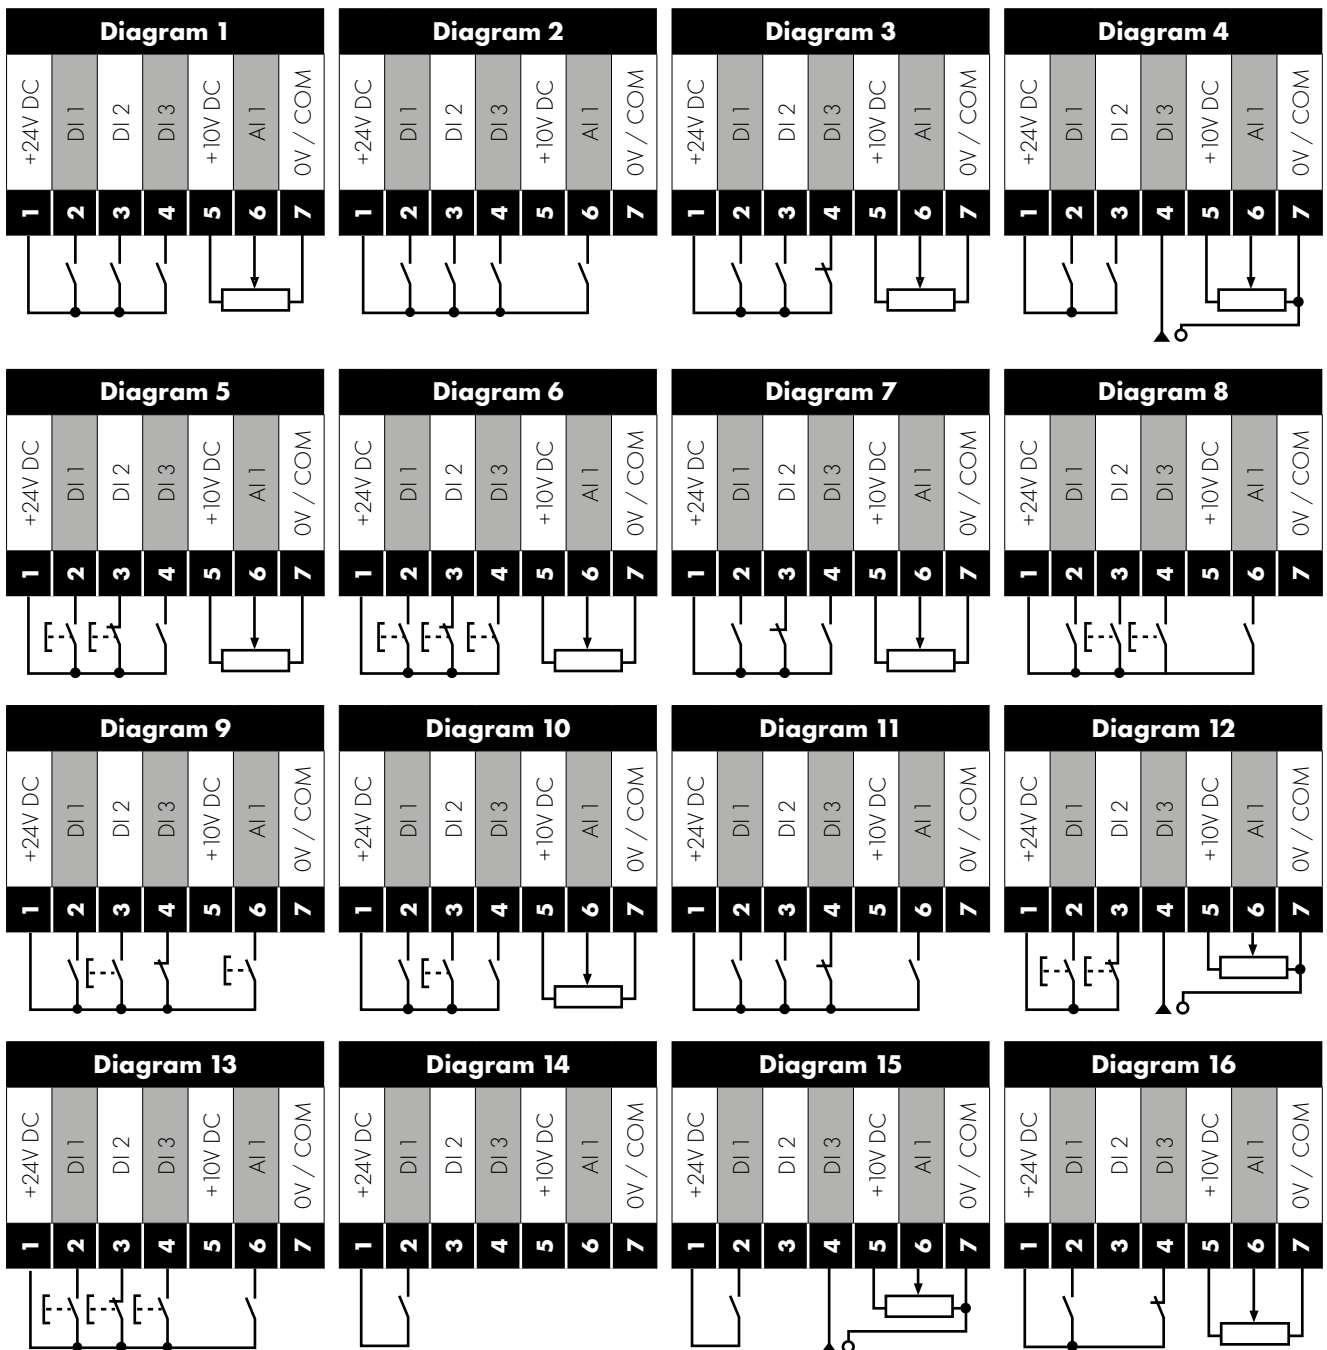 Diagram 1 Diagram 2 Diagram 3 Diagram 4
+24V DC DI 1 DI 2 DI 3 +10V DC AI 1 0V / COM +24V DC DI 1 DI 2 DI 3 +10V DC AI 1 0V / COM +24V DC DI 1 DI 2 DI 3 +10V DC AI 1 0V / COM +24V DC DI 1 DI 2 DI 3 +10V DC AI 1 0V / COM
1 2 3 4 5 6 7 1 2 3 4 5 6 7 1 2 3 4 5 6 7 1 2 3 4 5 6 7
Diagram 5 Diagram 6 Diagram 7 Diagram 8
+24V DC DI 1 DI 2 DI 3 +10V DC AI 1 0V / COM +24V DC DI 1 DI 2 DI 3 +10V DC AI 1 0V / COM +24V DC DI 1 DI 2 DI 3 +10V DC AI 1 0V / COM +24V DC DI 1 DI 2 DI 3 +10V DC AI 1 0V / COM
1 2 3 4 5 6 7 1 2 3 4 5 6 7 1 2 3 4 5 6 7 1 2 3 4 5 6 7
Diagram 9 Diagram 10 Diagram 11 Diagram 12
+24V DC DI 1 DI 2 DI 3 +10V DC AI 1 0V / COM +24V DC DI 1 DI 2 DI 3 +10V DC AI 1 0V / COM +24V DC DI 1 DI 2 DI 3 +10V DC AI 1 0V / COM +24V DC DI 1 DI 2 DI 3 +10V DC AI 1 0V / COM
1 2 3 4 5 6 7 1 2 3 4 5 6 7 1 2 3 4 5 6 7 1 2 3 4 5 6 7
Diagram 13 Diagram 14 Diagram 15 Diagram 16
+24V DC DI 1 DI 2 DI 3 +10V DC AI 1 0V / COM +24V DC DI 1 DI 2 DI 3 +10V DC AI 1 0V / COM +24V DC DI 1 DI 2 DI 3 +10V DC AI 1 0V / COM +24V DC DI 1 DI 2 DI 3 +10V DC AI 1 0V / COM
1 2 3 4 5 6 7 1 2 3 4 5 6 7 1 2 3 4 5 6 7 1 2 3 4 5 6 7